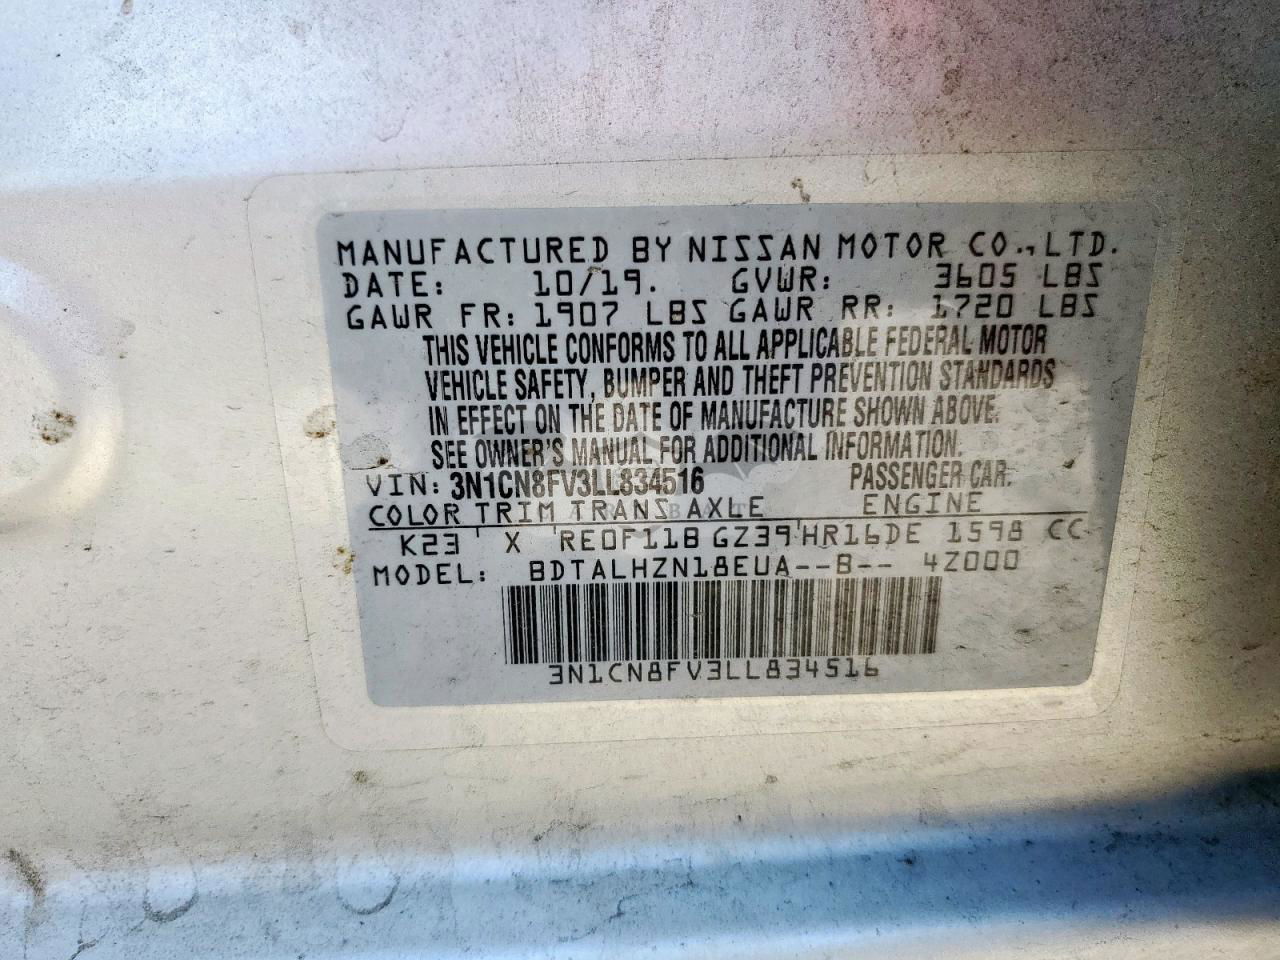 MANUFACTURED BY NISSAN MOTOR CO., LTD.
DATE: 10/19. GVWR: 3605 LBS
GAWR FR: 1907 LBS GAWR RR: 1720 LBS
THIS VEHICLE CONFORMS TO ALL APPLICABLE FEDERAL MOTOR
VEHICLE SAFETY, BUMPER AND THEFT PREVENTION STANDARDS
IN EFFECT ON THE DATE OF MANUFACTURE SHOWN ABOVE.
SEE OWNER'S MANUAL FOR ADDITIONAL INFORMATION.
VIN: 3N1CN8FV3LL834516 PASSENGER CAR.
COLOR TRIM TRANS AXLE ENGINE
K23 X RE0F11B GZ39 HR16DE 1598 CC
MODEL: BDTALHZN18EUA--B-- 4Z000
3N1CN8FV3LL834516